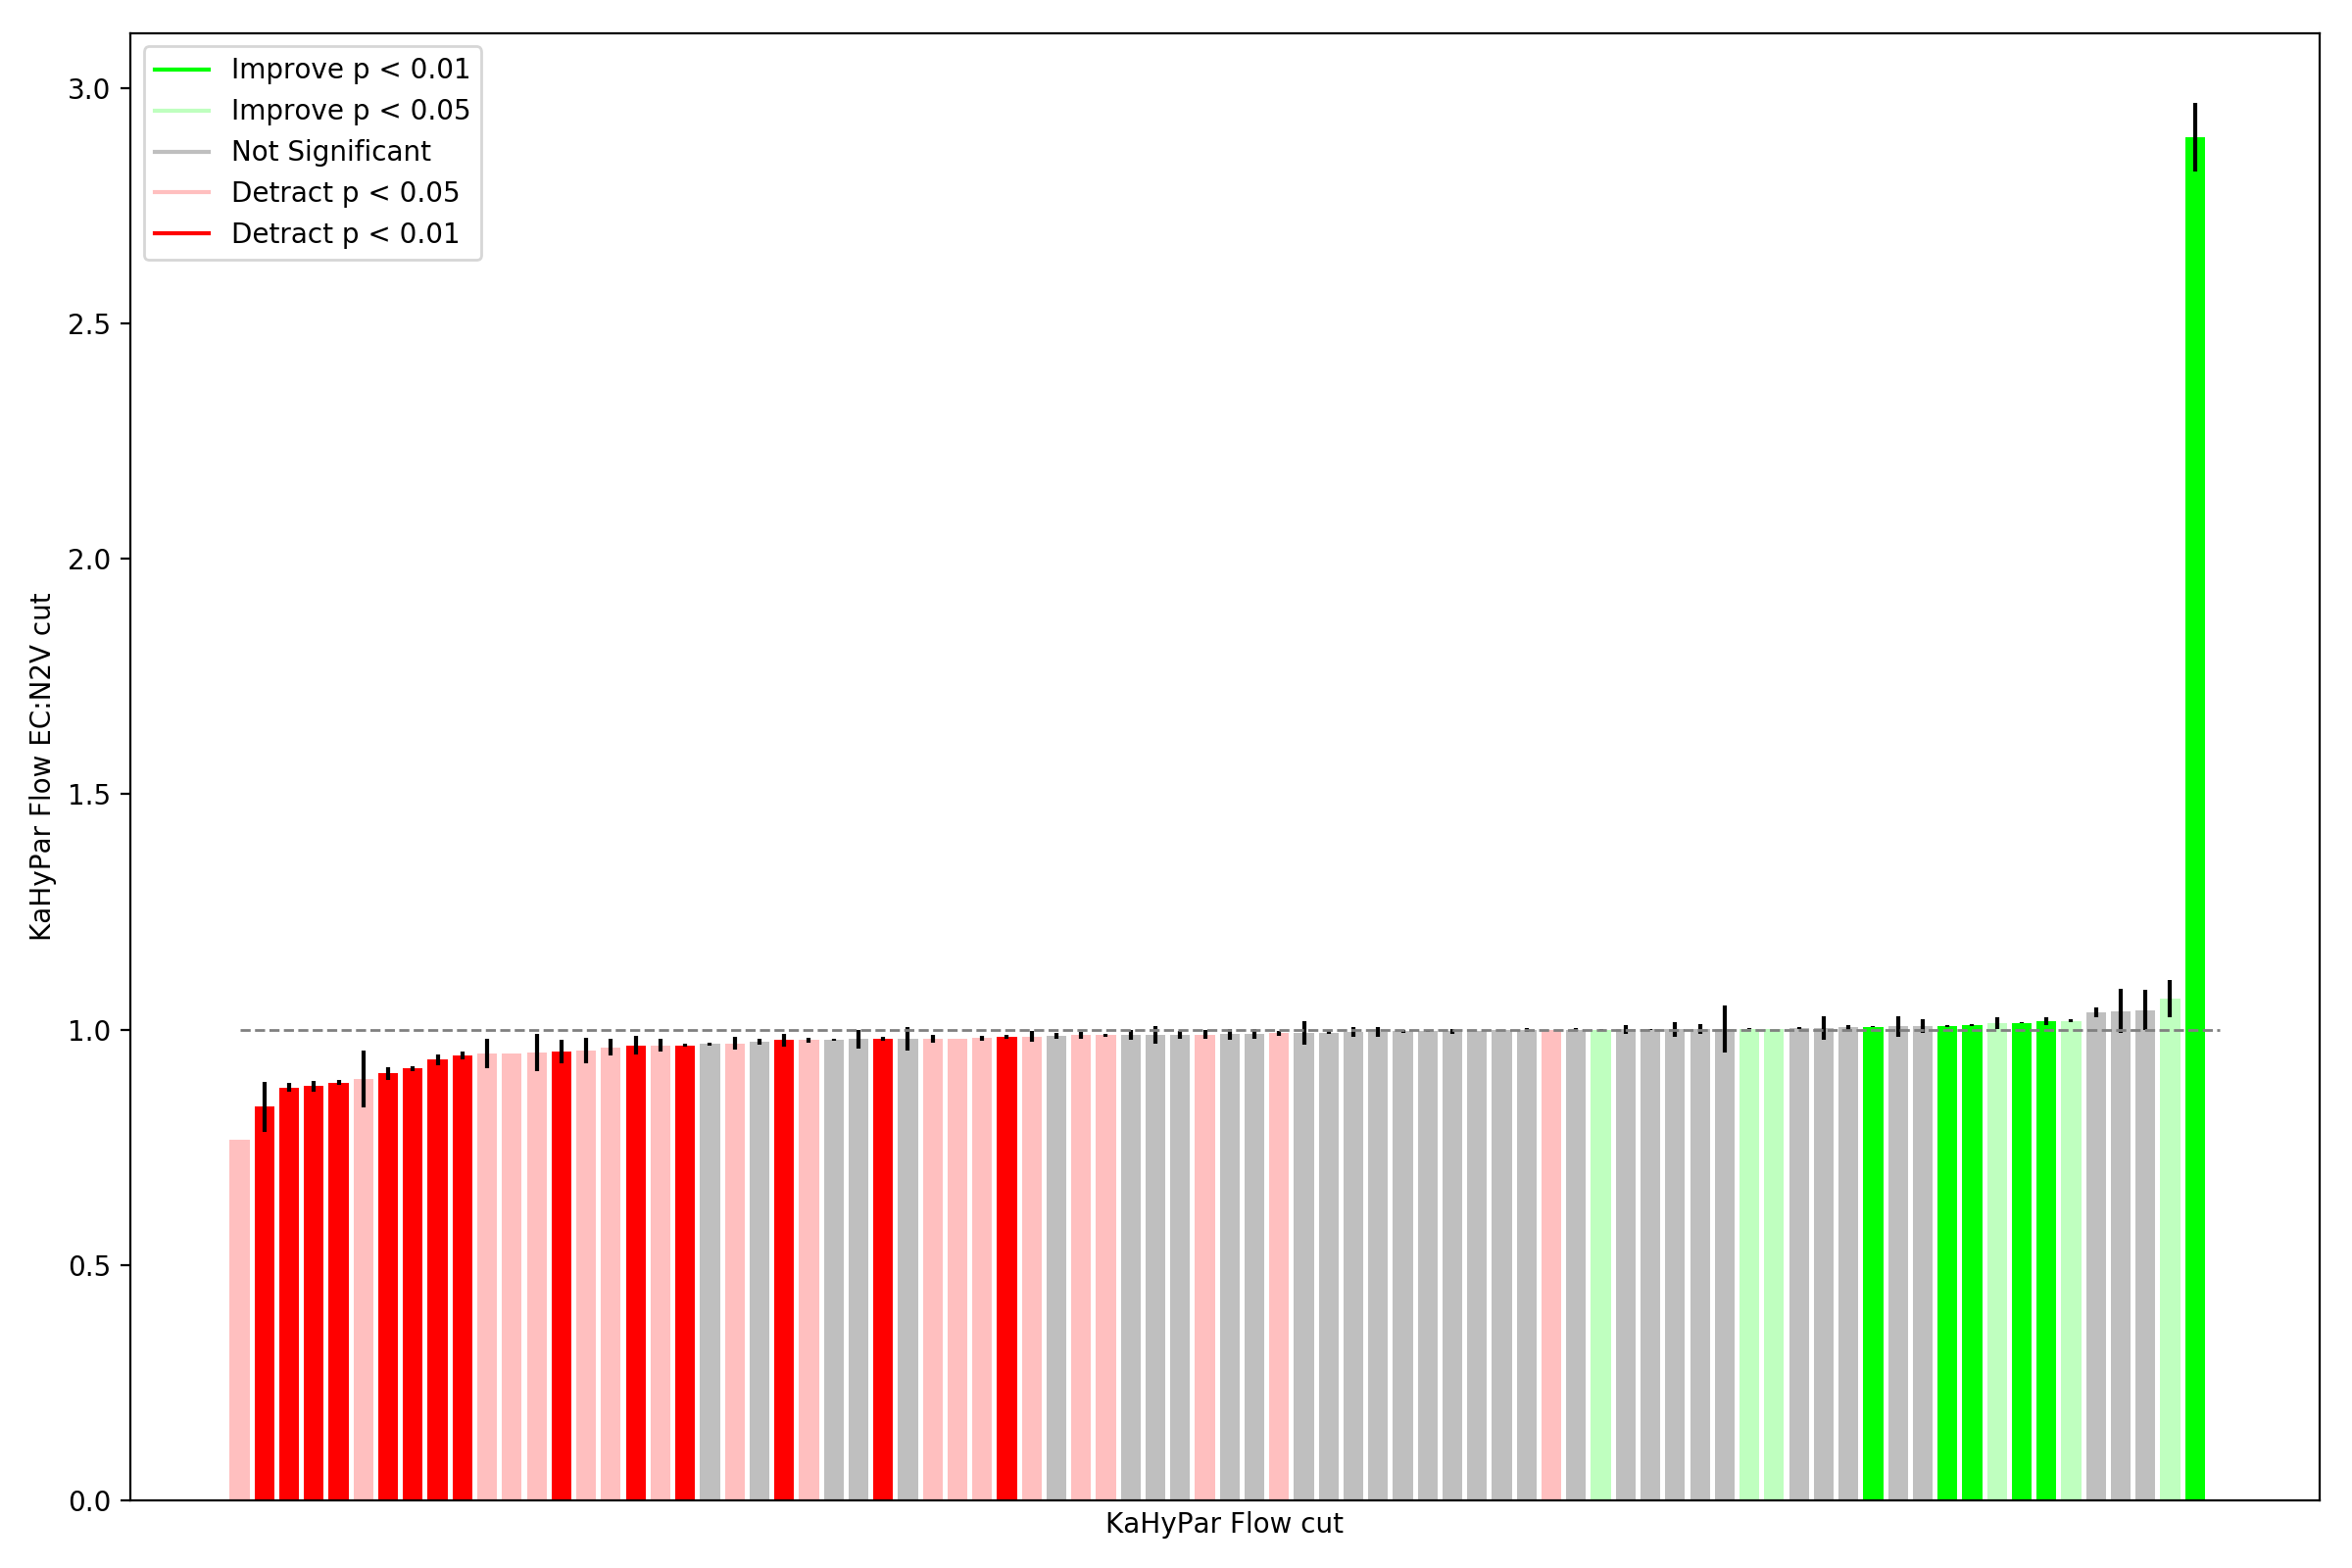 Improve p < 0.01
Improve p < 0.05
Not Significant
Detract p < 0.05
Detract p < 0.01
3.0
2.5
2.0
1.5
1.0
0.5
0.0
KaHyPar Flow EC:N2V cut
KaHyPar Flow cut